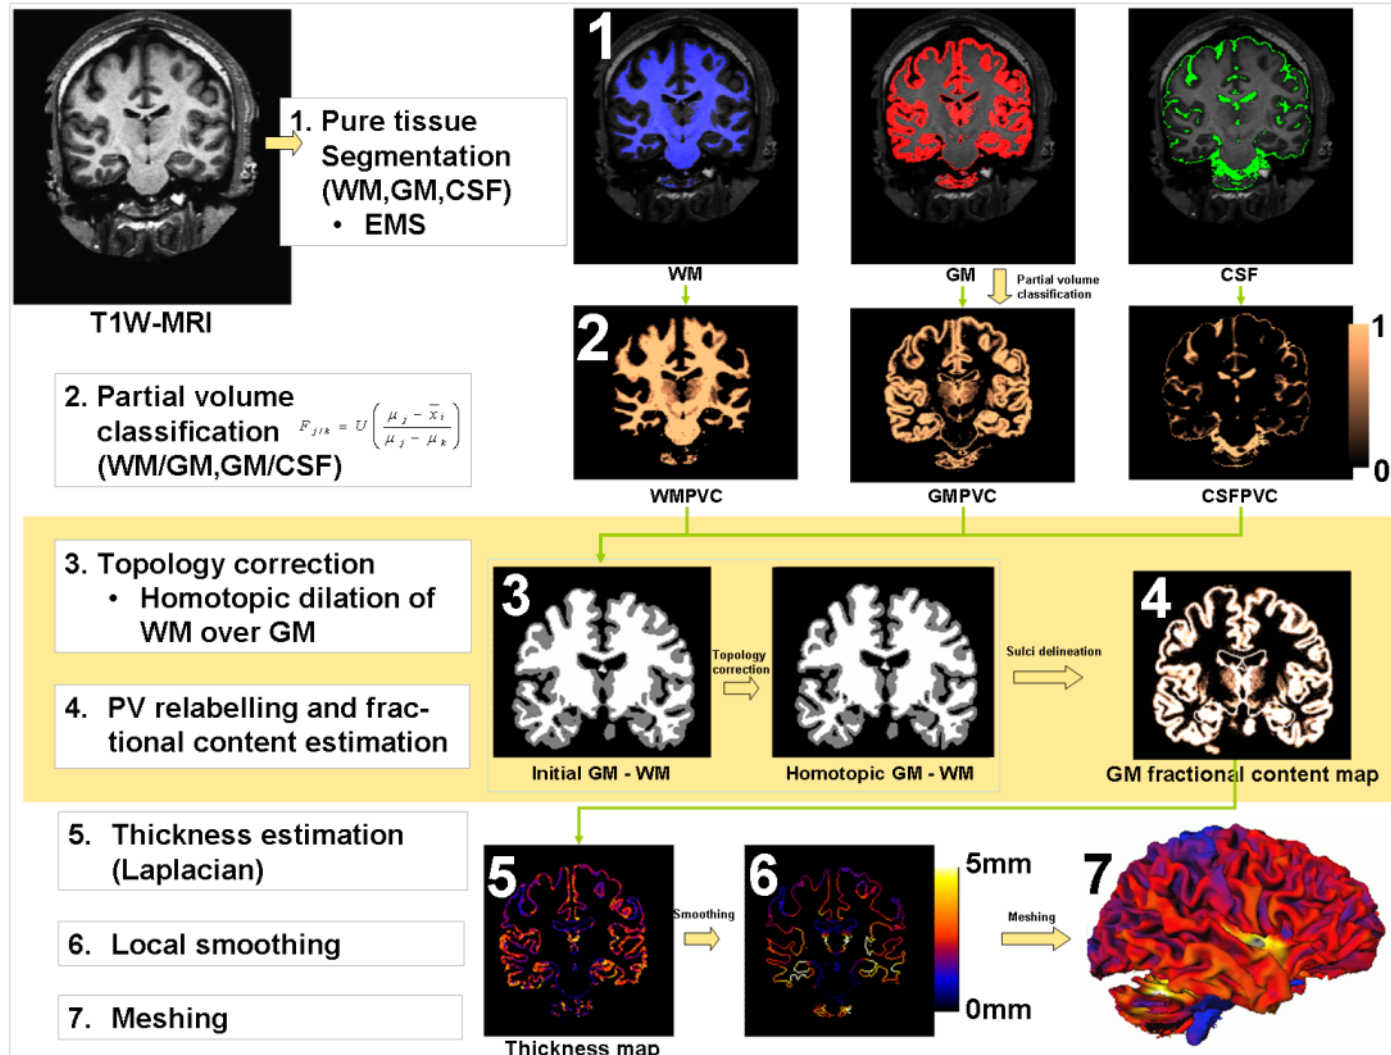 1
1. Pure tissue
Segmentation
(WM,GM,CSF)
• EMS
T1W-MRI
WM
GM
CSF
Partial volume
classification
2
1
0
2. Partial volume
classification
(WM/GM,GM/CSF)
F j/k = U ( μ j - x̄ i / μ j - μ k )
WMPVC
GMPVC
CSFPVC
3. Topology correction
• Homotopic dilation of
WM over GM
4. PV relabelling and frac-
tional content estimation
3
Topology
correction
Sulci delineation
4
Initial GM - WM
Homotopic GM - WM
GM fractional content map
5. Thickness estimation
(Laplacian)
6. Local smoothing
7. Meshing
5
Smoothing
6
5mm
0mm
Meshing
7
Thickness map